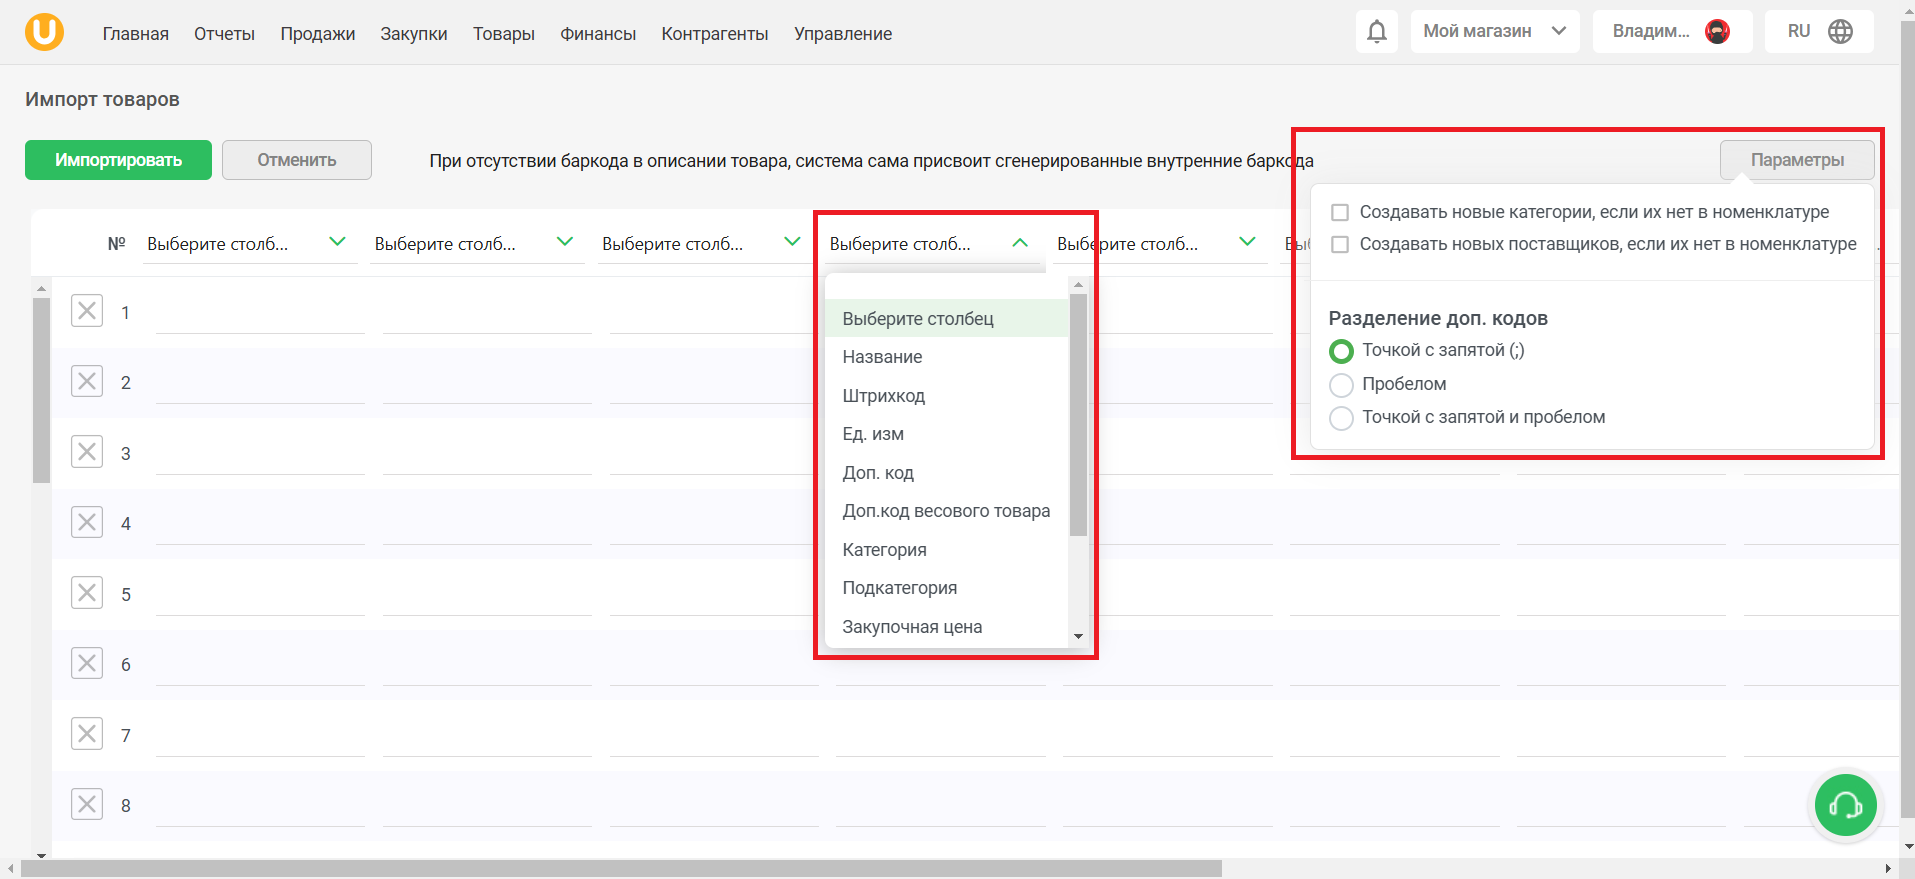 U
Главная Отчеты Продажи Закупки Товары Финансы Контрагенты Управление Мой магазин Владим... RU
Импорт товаров
Импортировать Отменить При отсутствии баркода в описании товара, система сама присвоит сгенерированные внутренние баркода Параметры
Создавать новые категории, если их нет в номенклатуре
Создавать новых поставщиков, если их нет в номенклатуре
№ Выберите столб... Выберите столб... Выберите столб... Выберите столб... Выберите столб...
Разделение доп. кодов
Точкой с запятой (;)
Пробелом
Точкой с запятой и пробелом
Выберите столбец
Название
Штрихкод
Ед. изм
Доп. код
Доп.код весового товара
Категория
Подкатегория
Закупочная цена
1
2
3
4
5
6
7
8